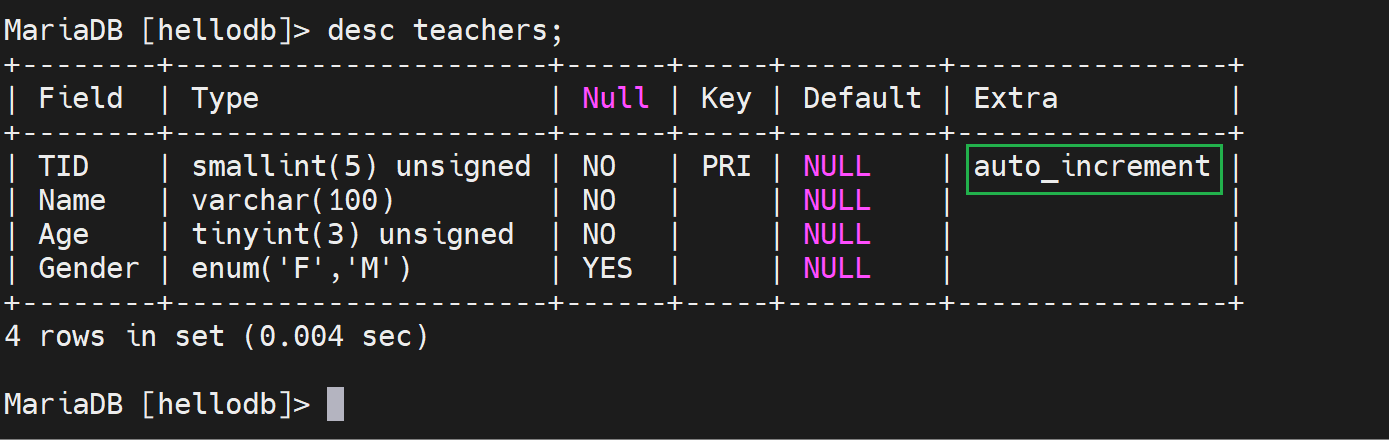 MariaDB [hellodb]> desc teachers;
+--------+----------------------+------+-----+---------+----------------+
| Field  | Type                 | Null | Key | Default | Extra          |
+--------+----------------------+------+-----+---------+----------------+
| TID    | smallint(5) unsigned | NO   | PRI | NULL    | auto_increment |
| Name   | varchar(100)         | NO   |     | NULL    |                |
| Age    | tinyint(3) unsigned  | NO   |     | NULL    |                |
| Gender | enum('F','M')        | YES  |     | NULL    |                |
+--------+----------------------+------+-----+---------+----------------+
4 rows in set (0.004 sec)
MariaDB [hellodb]>